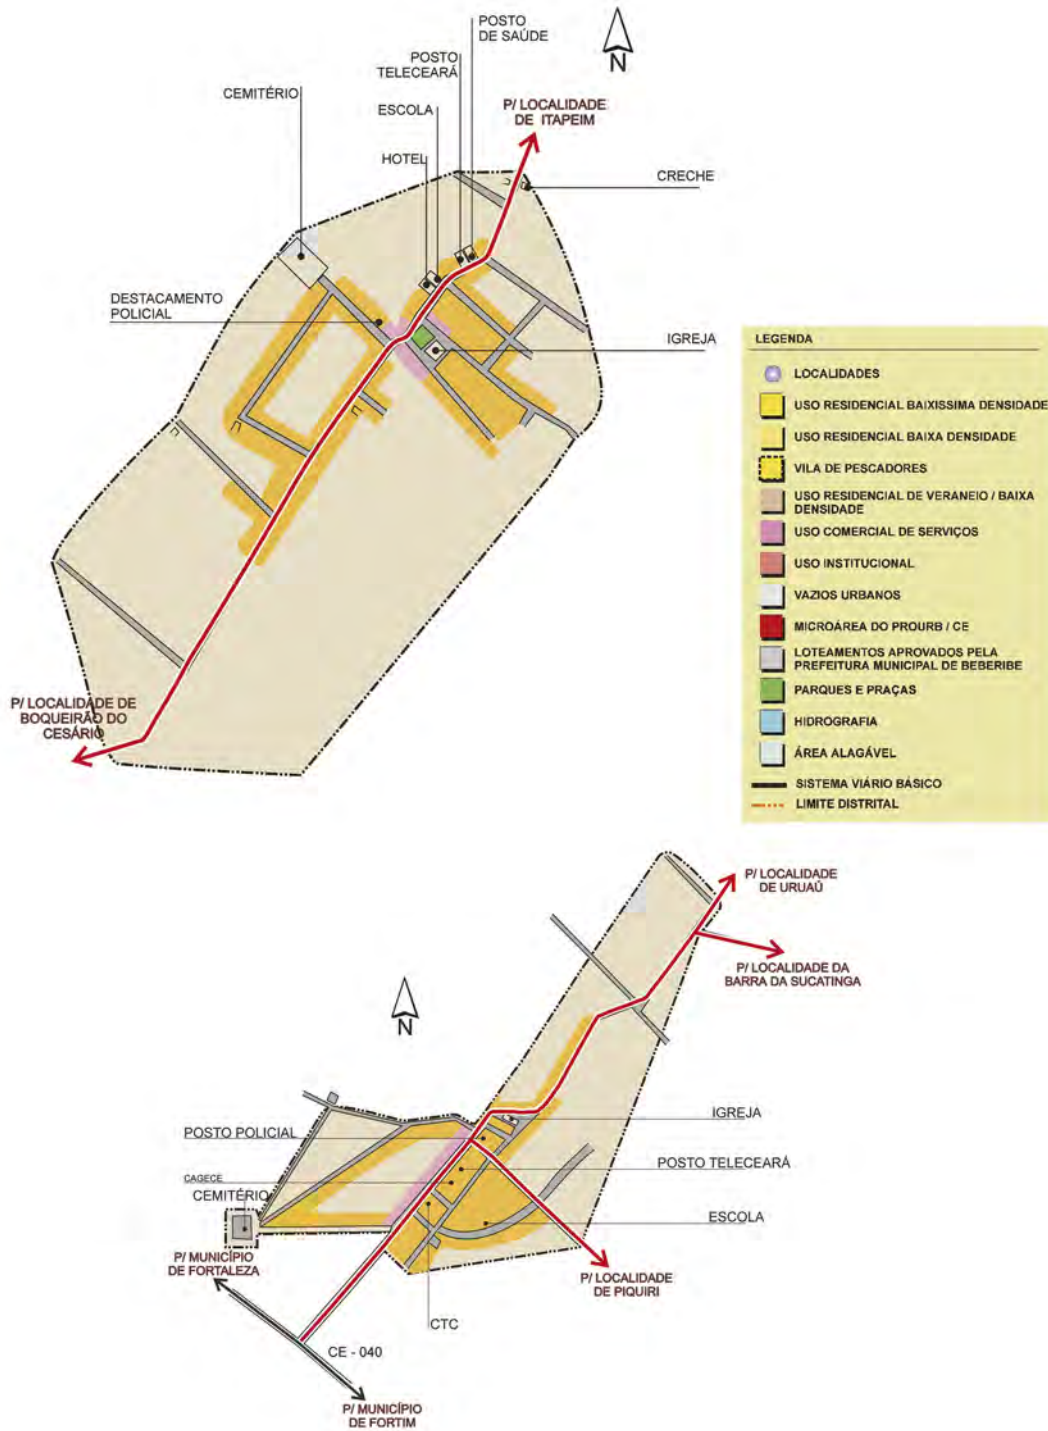 POSTO
DE SAÚDE
POSTO
TELECEARÁ
CEMITÉRIO
ESCOLA
P/ LOCALIDADE
DE ITAPEIM
N
HOTEL
CRECHE
DESTACAMENTO
POLICIAL
IGREJA
P/ LOCALIDADE DE
BOQUEIRÃO DO
CESÁRIO
LEGENDA
LOCALIDADES
USO RESIDENCIAL BAIXISSIMA DENSIDADE
USO RESIDENCIAL BAIXA DENSIDADE
VILA DE PESCADORES
USO RESIDENCIAL DE VERANEIO / BAIXA
DENSIDADE
USO COMERCIAL DE SERVIÇOS
USO INSTITUCIONAL
VAZIOS URBANOS
MICROÁREA DO PROURB / CE
LOTEAMENTOS APROVADOS PELA
PREFEITURA MUNICIPAL DE BEBERIBE
PARQUES E PRAÇAS
HIDROGRAFIA
ÁREA ALAGÁVEL
SISTEMA VIÁRIO BÁSICO
LIMITE DISTRITAL
P/ LOCALIDADE
DE URUAÚ
P/ LOCALIDADE DA
BARRA DA SUCATINGA
N
IGREJA
POSTO POLICIAL
POSTO TELECEARÁ
CAGECE
CEMITÉRIO
ESCOLA
P/ MUNICÍPIO
DE FORTALEZA
P/ LOCALIDADE
DE PIQUIRI
CTC
CE - 040
P/ MUNICÍPIO
DE FORTIM